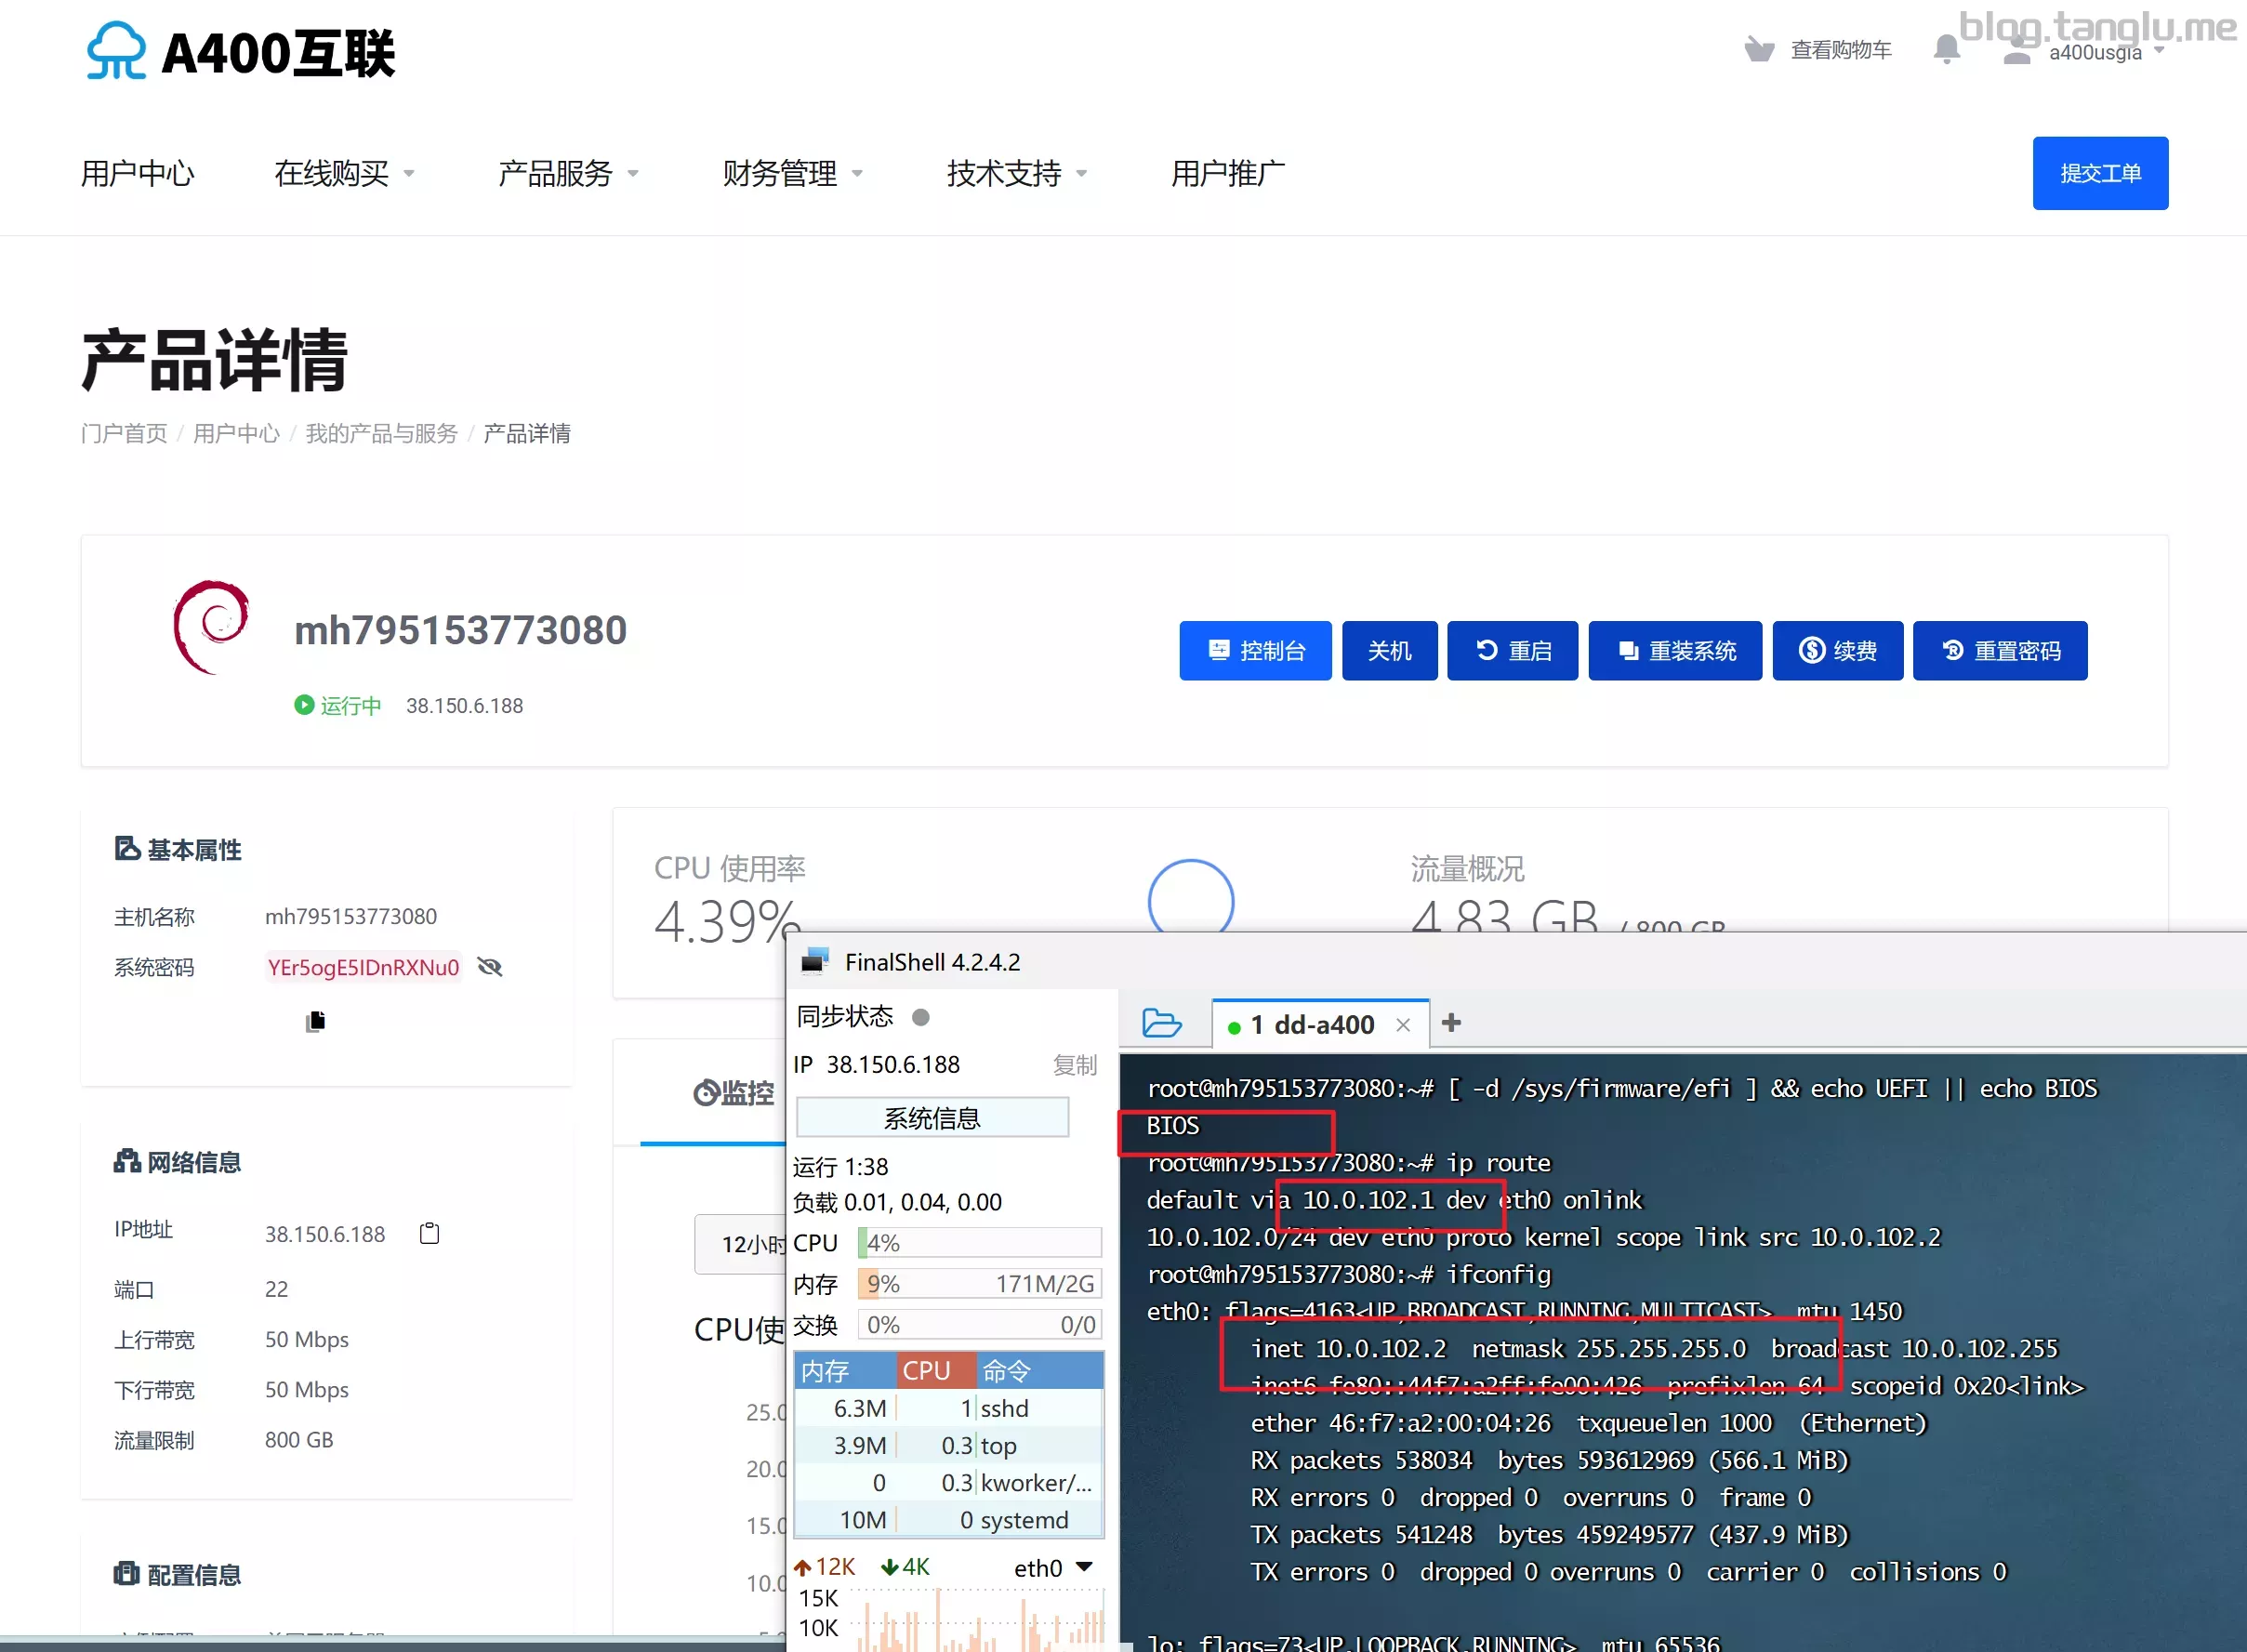 blog.tanglu.me
A400互联
查看购物车
a400usgia
用户中心
在线购买
产品服务
财务管理
技术支持
用户推广
提交工单
产品详情
门户首页 / 用户中心 / 我的产品与服务 / 产品详情
mh795153773080
运行中 38.150.6.188
控制台
关机
重启
重装系统
续费
重置密码
基本属性
主机名称 mh795153773080
系统密码 YEr5ogE5IDnRXNu0
网络信息
IP地址 38.150.6.188
端口 22
上行带宽 50 Mbps
下行带宽 50 Mbps
流量限制 800 GB
配置信息
CPU 使用率
4.39%
流量概况
4.83 GB / 800 GB
监控
12小时
CPU使
25.0
20.0
15.0
10.0
FinalShell 4.2.4.2
同步状态
IP 38.150.6.188 复制
系统信息
运行 1:38
负载 0.01, 0.04, 0.00
CPU 4%
内存 9% 171M/2G
交换 0% 0/0
内存 CPU 命令
6.3M 1 sshd
3.9M 0.3 top
0 0.3 kworker/...
10M 0 systemd
12K 4K eth0
15K
10K
1 dd-a400
root@mh795153773080:~# [ -d /sys/firmware/efi ] && echo UEFI || echo BIOS
BIOS
root@mh795153773080:~# ip route
default via 10.0.102.1 dev eth0 onlink
10.0.102.0/24 dev eth0 proto kernel scope link src 10.0.102.2
root@mh795153773080:~# ifconfig
eth0: flags=4163<UP,BROADCAST,RUNNING,MULTICAST> mtu 1450
inet 10.0.102.2 netmask 255.255.255.0 broadcast 10.0.102.255
inet6 fe80::44f7:a2ff:fe00:426 prefixlen 64 scopeid 0x20<link>
ether 46:f7:a2:00:04:26 txqueuelen 1000 (Ethernet)
RX packets 538034 bytes 593612969 (566.1 MiB)
RX errors 0 dropped 0 overruns 0 frame 0
TX packets 541248 bytes 459249577 (437.9 MiB)
TX errors 0 dropped 0 overruns 0 carrier 0 collisions 0
lo: flags=73<UP,LOOPBACK,RUNNING> mtu 65536